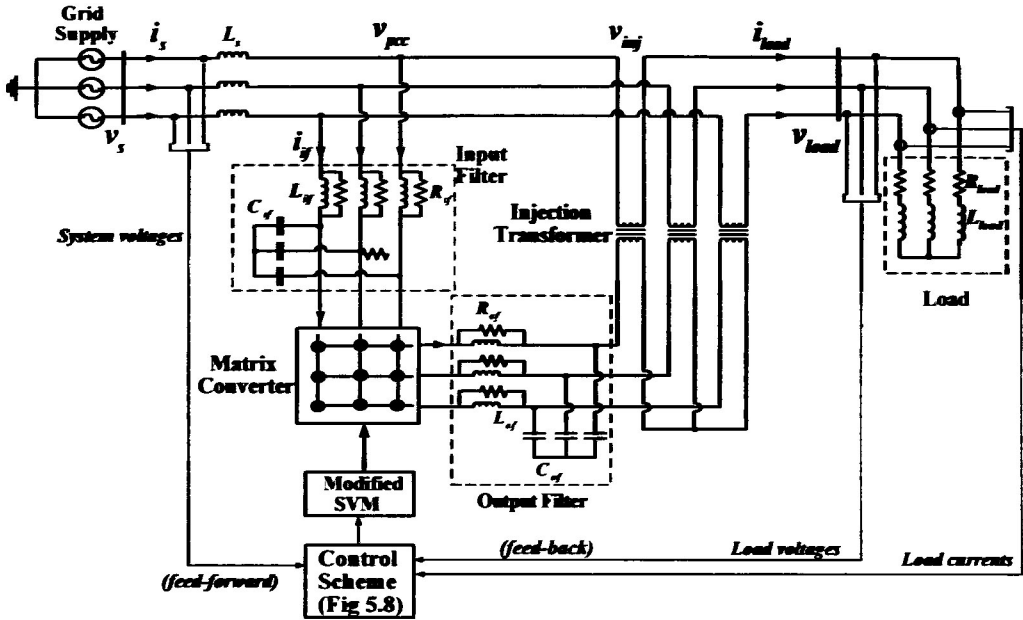 Grid
Supply
i_s
L_s
v_pcc
v_inj
i_load
v_s
v_load
i_if
Input
Filter
L_if
R_if
C_if
System voltages
Injection
Transformer
R_load
L_load
Load
R_of
Matrix
Converter
L_of
C_of
Output Filter
Modified
SVM
(feed-back)
Load voltages
Load currents
(feed-forward)
Control
Scheme
(Fig 5.8)